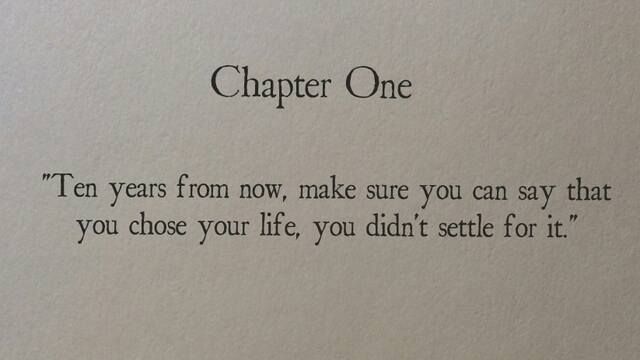 Chapter One
"Ten years from now, make sure you can say that
you chose your life, you didn't settle for it."